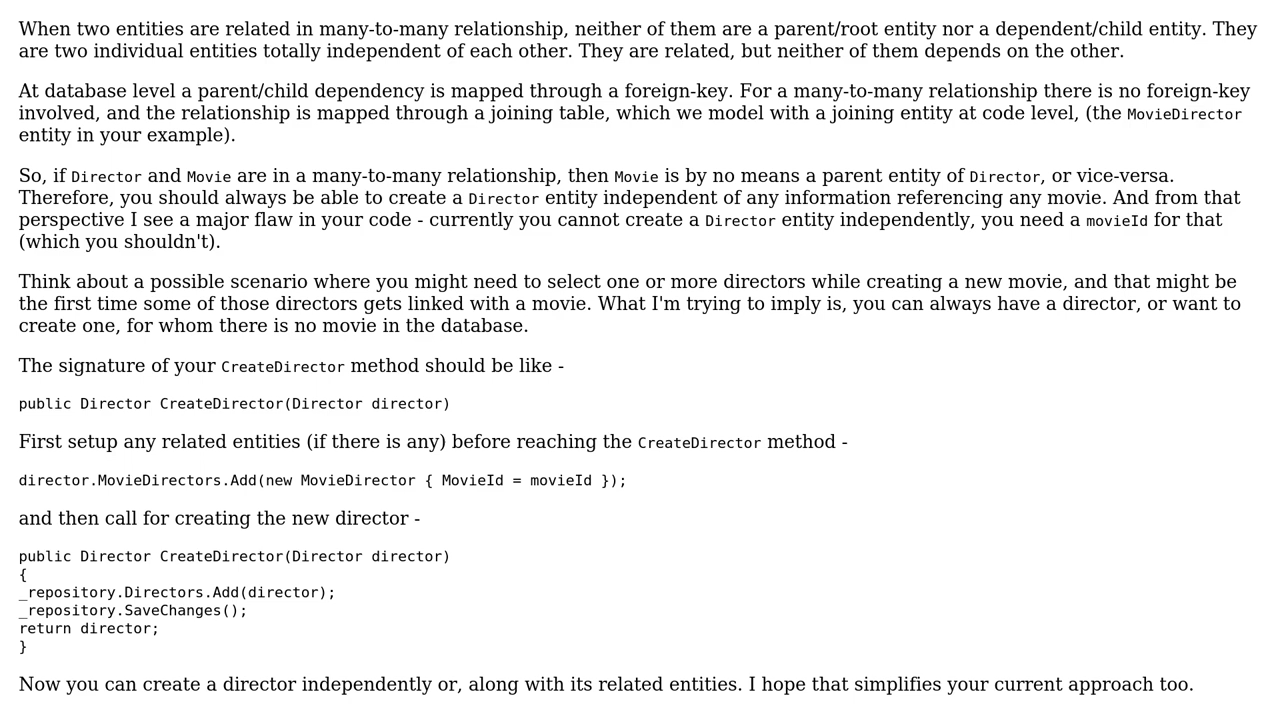 When two entities are related in many-to-many relationship, neither of them are a parent/root entity nor a dependent/child entity. They
are two individual entities totally independent of each other. They are related, but neither of them depends on the other.
At database level a parent/child dependency is mapped through a foreign-key. For a many-to-many relationship there is no foreign-key
involved, and the relationship is mapped through a joining table, which we model with a joining entity at code level, (the MovieDirector
entity in your example).
So, if Director and Movie are in a many-to-many relationship, then Movie is by no means a parent entity of Director, or vice-versa.
Therefore, you should always be able to create a Director entity independent of any information referencing any movie. And from that
perspective I see a major flaw in your code - currently you cannot create a Director entity independently, you need a movieId for that
(which you shouldn't).
Think about a possible scenario where you might need to select one or more directors while creating a new movie, and that might be
the first time some of those directors gets linked with a movie. What I'm trying to imply is, you can always have a director, or want to
create one, for whom there is no movie in the database.
The signature of your CreateDirector method should be like -
public Director CreateDirector(Director director)
First setup any related entities (if there is any) before reaching the CreateDirector method -
director.MovieDirectors.Add(new MovieDirector { MovieId = movieId });
and then call for creating the new director -
public Director CreateDirector(Director director)
{
_repository.Directors.Add(director);
_repository.SaveChanges();
return director;
}
Now you can create a director independently or, along with its related entities. I hope that simplifies your current approach too.